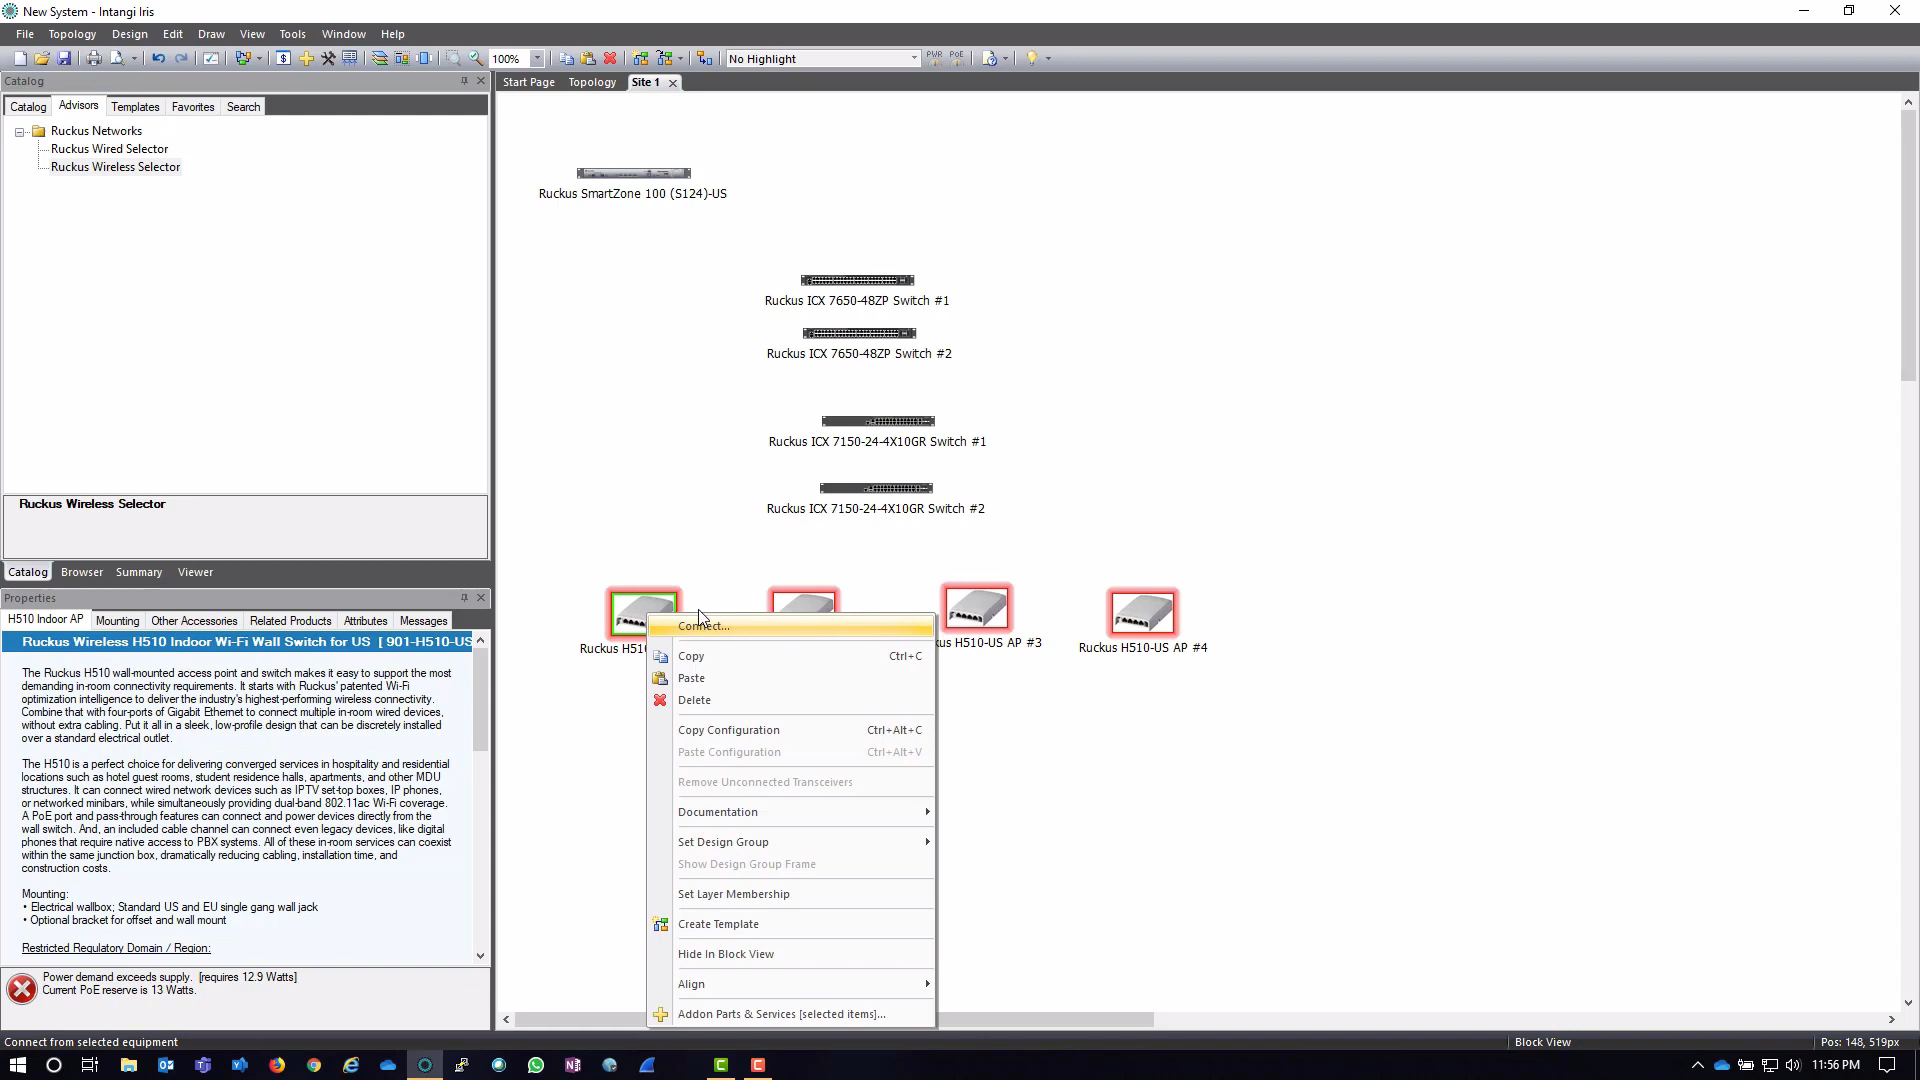 New System - Intangi Iris
File Topology Design Edit Draw View Tools Window Help
100% No Highlight PWR PoE
Catalog
Start Page Topology Site 1
Catalog Advisors Templates Favorites Search
Ruckus Networks
Ruckus Wired Selector
Ruckus Wireless Selector
Ruckus SmartZone 100 (S124)-US
Ruckus ICX 7650-48ZP Switch #1
Ruckus ICX 7650-48ZP Switch #2
Ruckus ICX 7150-24-4X10GR Switch #1
Ruckus ICX 7150-24-4X10GR Switch #2
Ruckus Wireless Selector
Catalog Browser Summary Viewer
Properties
H510 Indoor AP Mounting Other Accessories Related Products Attributes Messages
Ruckus Wireless H510 Indoor Wi-Fi Wall Switch for US [ 901-H510-US
The Ruckus H510 wall-mounted access point and switch makes it easy to support the most
demanding in-room connectivity requirements. It starts with Ruckus' patented Wi-Fi
optimization intelligence to deliver the industry's highest-performing wireless connectivity.
Combine that with four-ports of Gigabit Ethernet to connect multiple in-room wired devices,
without extra cabling. Put it all in a sleek, low-profile design that can be discretely installed
over a standard electrical outlet.
The H510 is a perfect choice for delivering converged services in hospitality and residential
locations such as hotel guest rooms, student residence halls, apartments, and other MDU
structures. It can connect wired network devices such as IPTV set-top boxes, IP phones,
or networked minibars, while simultaneously providing dual-band 802.11ac Wi-Fi coverage.
A PoE port and pass-through features can connect and power devices directly from the
wall switch. And, an included cable channel can connect even legacy devices, like digital
phones that require native access to PBX systems. All of these in-room services can coexist
within the same junction box, dramatically reducing cabling, installation time, and
construction costs.
Mounting:
• Electrical wallbox; Standard US and EU single gang wall jack
• Optional bracket for offset and wall mount
Restricted Regulatory Domain / Region:
Power demand exceeds supply. [requires 12.9 Watts]
Current PoE reserve is 13 Watts.
Ruckus H510 kus H510-US AP #3 Ruckus H510-US AP #4
Connect...
Copy Ctrl+C
Paste
Delete
Copy Configuration Ctrl+Alt+C
Paste Configuration Ctrl+Alt+V
Remove Unconnected Transceivers
Documentation
Set Design Group
Show Design Group Frame
Set Layer Membership
Create Template
Hide In Block View
Align
Addon Parts & Services [selected items]...
Connect from selected equipment Block View Pos: 148, 519px
11:56 PM